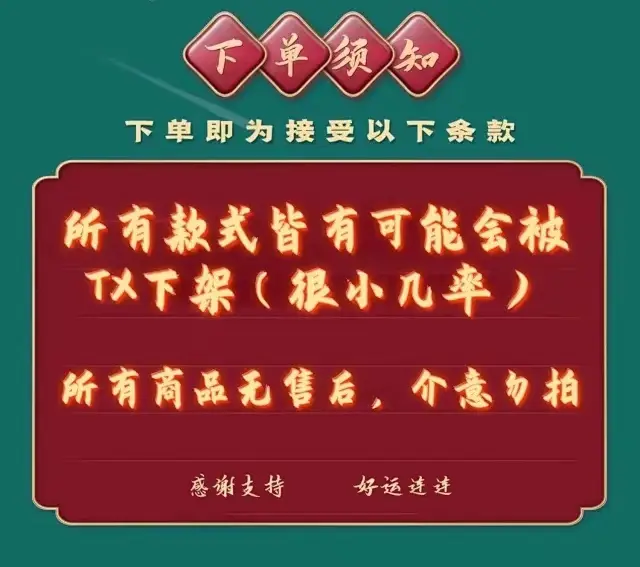 下单须知
下单即为接受以下条款
所有款式皆有可能会被
TX下架（很小几率）
所有商品无售后，介意勿拍
感谢支持 好运连连